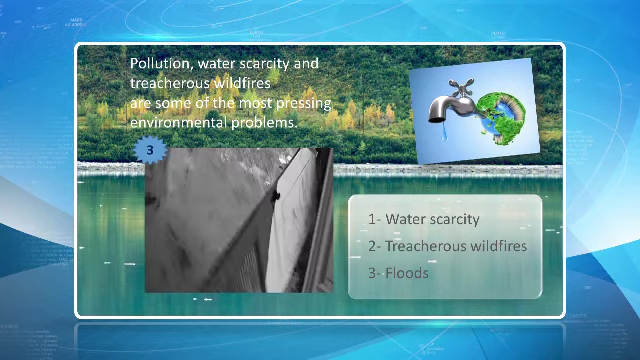 Pollution, water scarcity and
treacherous wildfires
are some of the most pressing
environmental problems.
3
1- Water scarcity
2- Treacherous wildfires
3- Floods